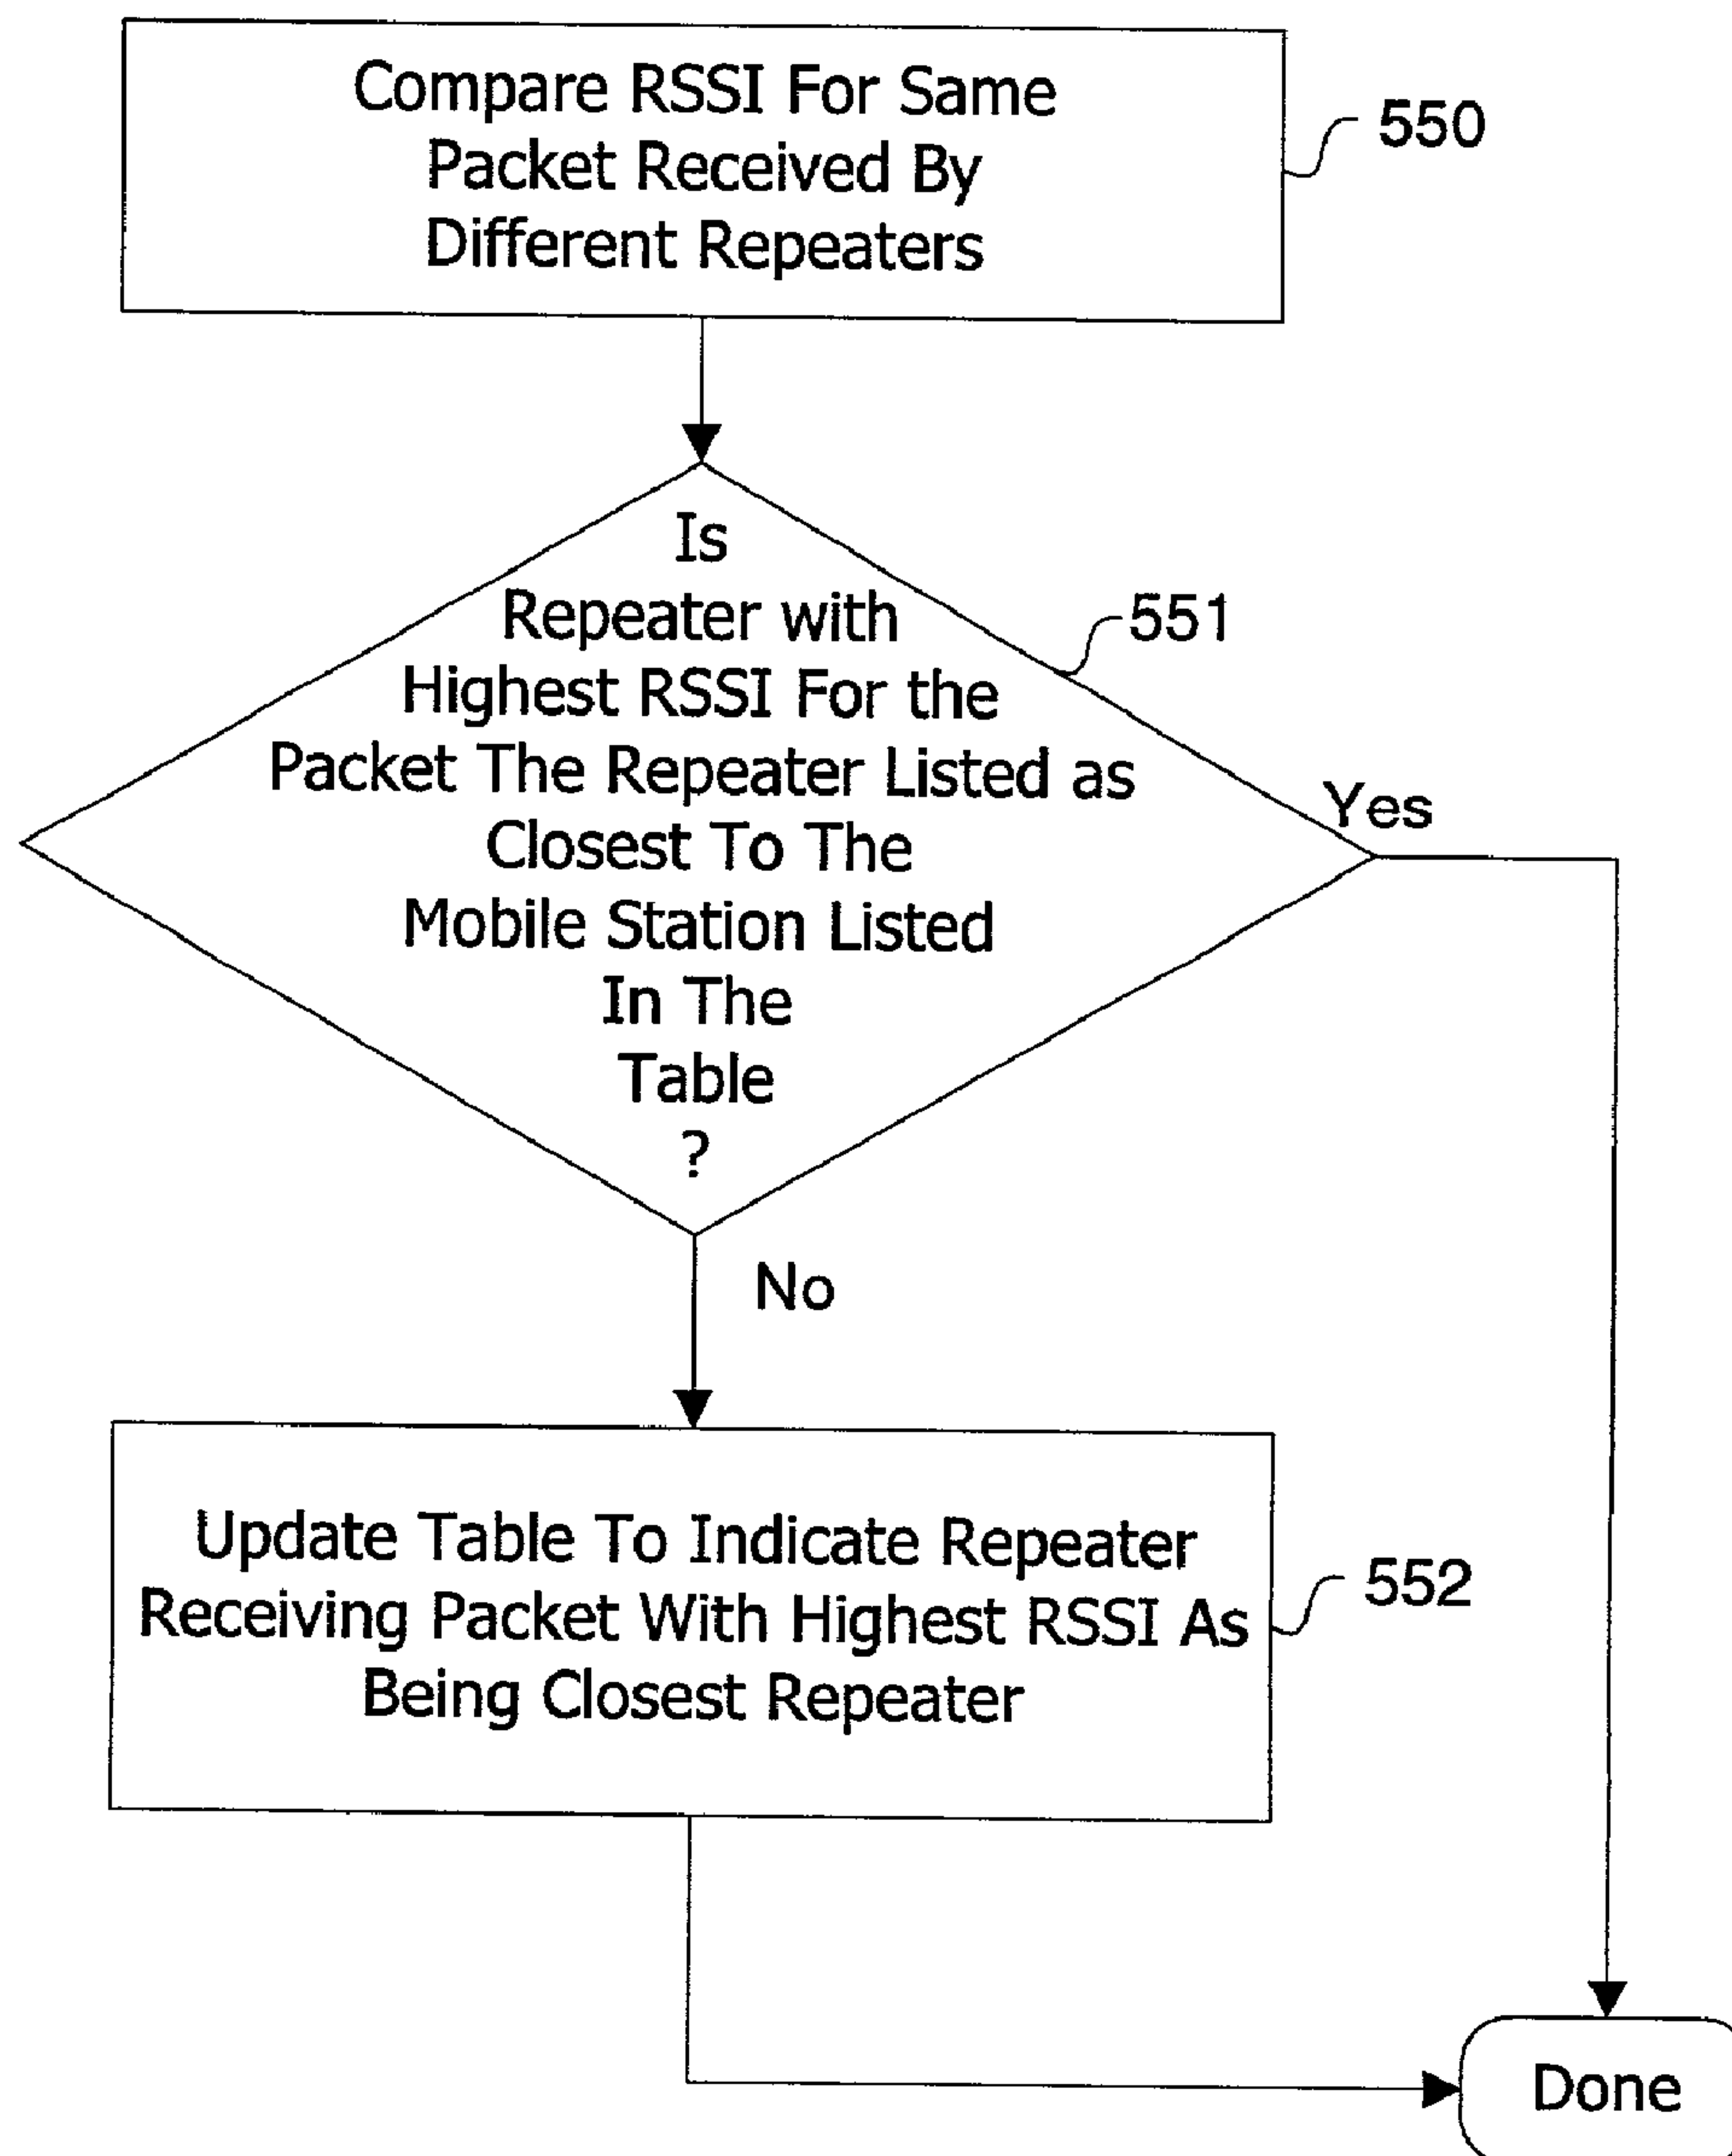 Compare RSSI For Same
Packet Received By
Different Repeaters
550
Is
Repeater with
Highest RSSI For the
Packet The Repeater Listed as
Closest To The
Mobile Station Listed
In The
Table
?
551
Yes
No
Update Table To Indicate Repeater
Receiving Packet With Highest RSSI As
Being Closest Repeater
552
Done